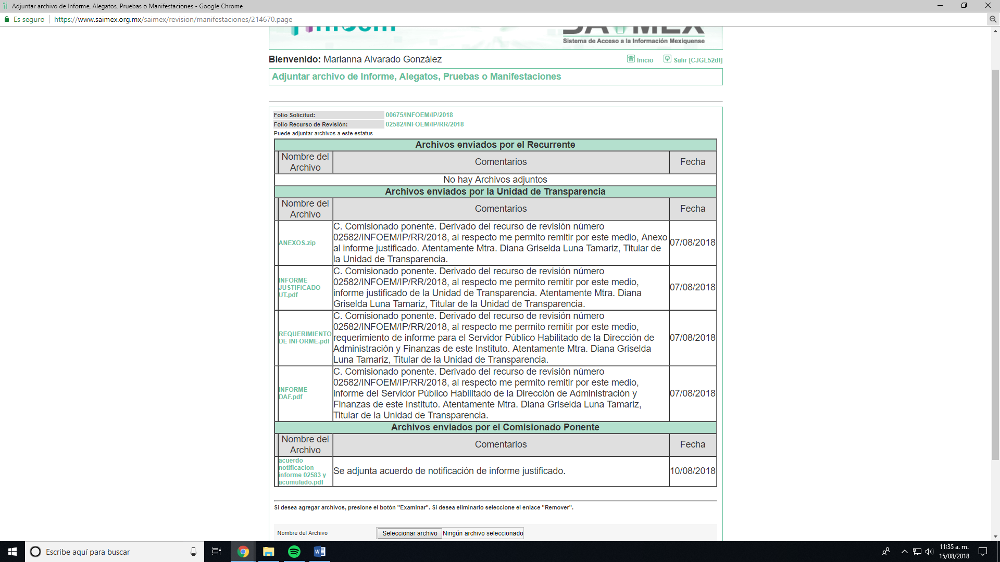 Adjuntar archivo de Informe, Alegatos, Pruebas o Manifestaciones - Google Chrome
Es seguro
https://www.saimex.org.mx/saimex/revision/manifestaciones/214670.page
Sistema de Acceso a la Información Mexiquense
Bienvenido: Marianna Alvarado González
Inicio
Salir [CJGL52df]
Adjuntar archivo de Informe, Alegatos, Pruebas o Manifestaciones
Folio Solicitud: 00675/INFOEM/IP/2018
Folio Recurso de Revisión: 02582/INFOEM/IP/RR/2018
Puede adjuntar archivos a este estatus
Archivos enviados por el Recurrente
Nombre del
Archivo
Comentarios
Fecha
No hay Archivos adjuntos
Archivos enviados por la Unidad de Transparencia
Nombre del
Archivo
Comentarios
Fecha
ANEXOS.zip
C. Comisionado ponente. Derivado del recurso de revisión número
02582/INFOEM/IP/RR/2018, al respecto me permito remitir por este medio, Anexo
al informe justificado. Atentamente Mtra. Diana Griselda Luna Tamariz, Titular de
la Unidad de Transparencia.
07/08/2018
INFORME
JUSTIFICADO
UT.pdf
C. Comisionado ponente. Derivado del recurso de revisión número
02582/INFOEM/IP/RR/2018, al respecto me permito remitir por este medio,
informe justificado de la Unidad de Transparencia. Atentamente Mtra. Diana
Griselda Luna Tamariz, Titular de la Unidad de Transparencia.
07/08/2018
REQUERIMIENTO
DE INFORME.pdf
C. Comisionado ponente. Derivado del recurso de revisión número
02582/INFOEM/IP/RR/2018, al respecto me permito remitir por este medio,
requerimiento de informe para el Servidor Público Habilitado de la Dirección de
Administración y Finanzas de este Instituto. Atentamente Mtra. Diana Griselda
Luna Tamariz, Titular de la Unidad de Transparencia.
07/08/2018
INFORME
DAF.pdf
C. Comisionado ponente. Derivado del recurso de revisión número
02582/INFOEM/IP/RR/2018, al respecto me permito remitir por este medio,
informe del Servidor Público Habilitado de la Dirección de Administración y
Finanzas de este Instituto. Atentamente Mtra. Diana Griselda Luna Tamariz,
Titular de la Unidad de Transparencia.
07/08/2018
Archivos enviados por el Comisionado Ponente
Nombre del
Archivo
Comentarios
Fecha
acuerdo
notificacion
informe 02583 y
acumulado.pdf
Se adjunta acuerdo de notificación de informe justificado.
10/08/2018
Si desea agregar archivos, presione el botón "Examinar". Si desea eliminarlo seleccione el enlace "Remover".
Nombre del Archivo
Seleccionar archivo
Ningún archivo seleccionado
Escribe aquí para buscar
11:35 a. m.
15/08/2018